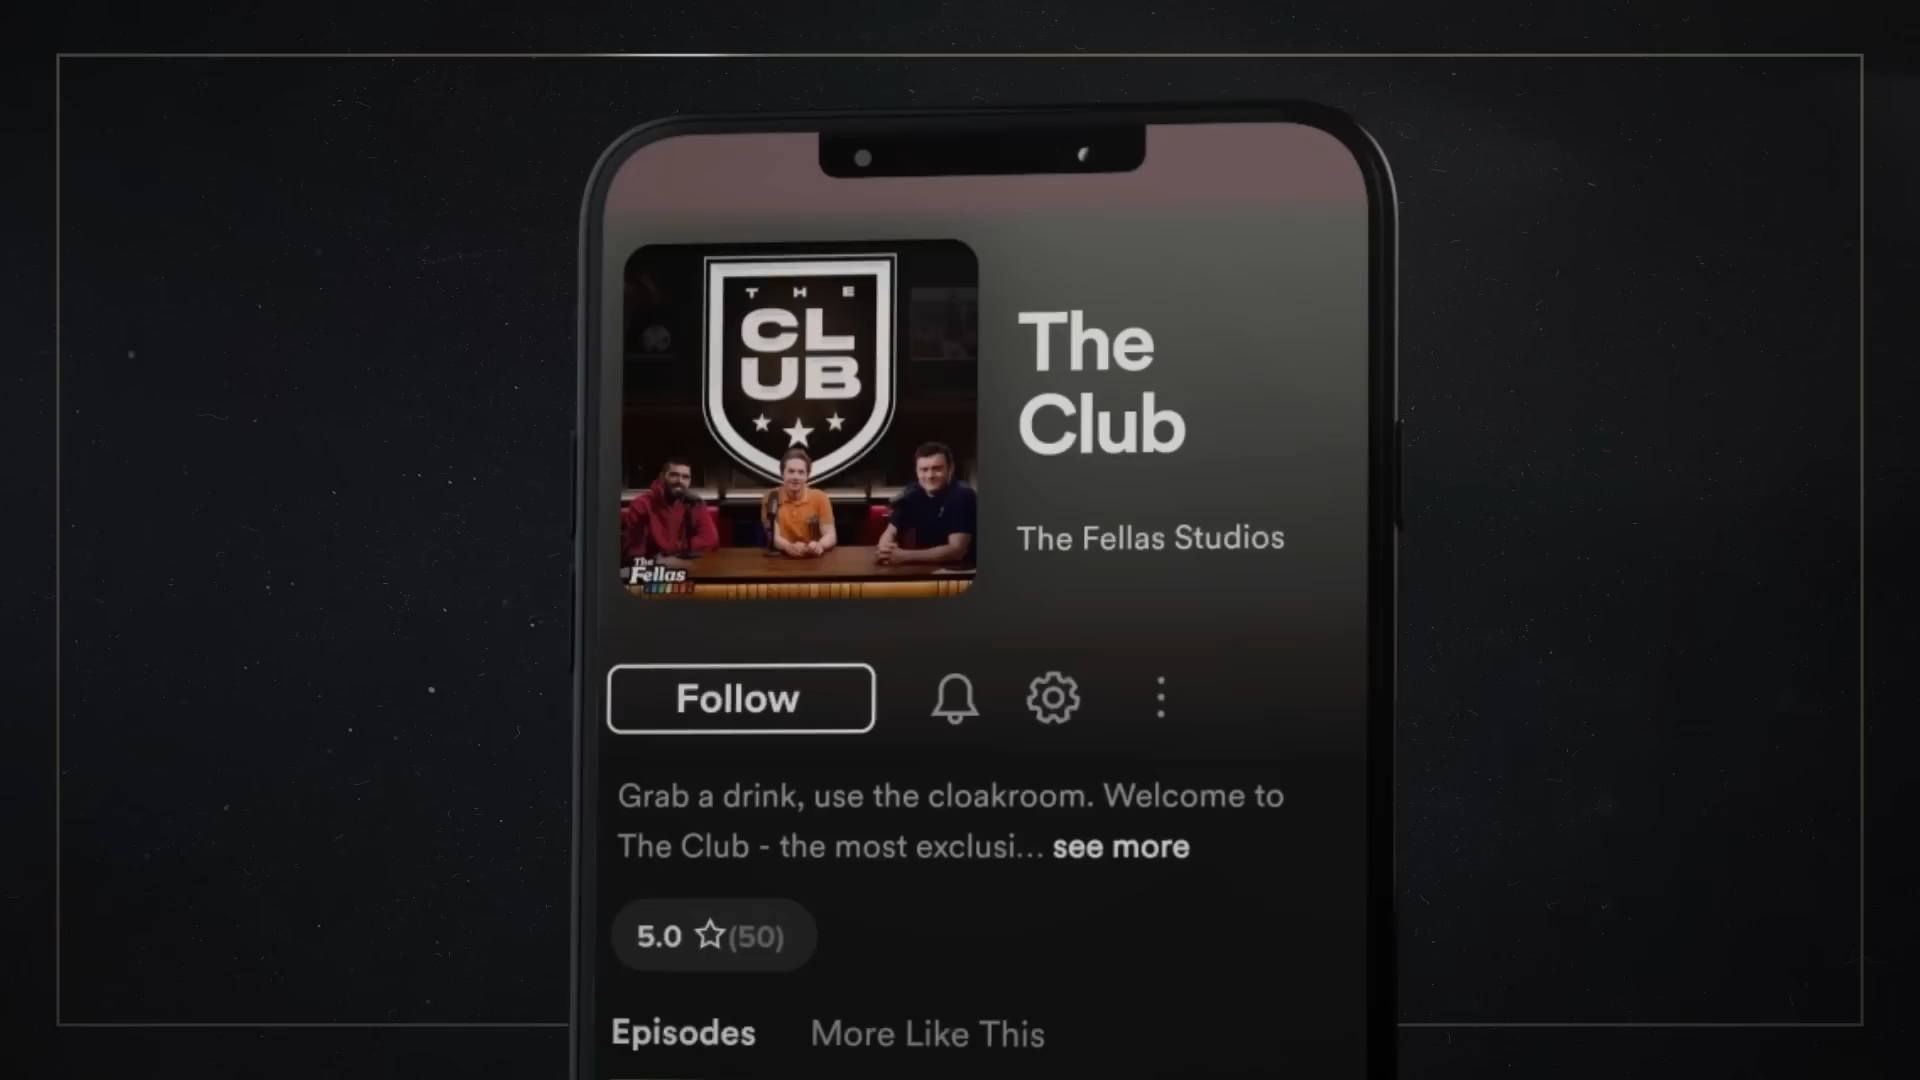 THE
CL
UB
The
Fellas
The
Club
The Fellas Studios
Follow
Grab a drink, use the cloakroom. Welcome to
The Club - the most exclusi... see more
5.0 (50)
Episodes More Like This